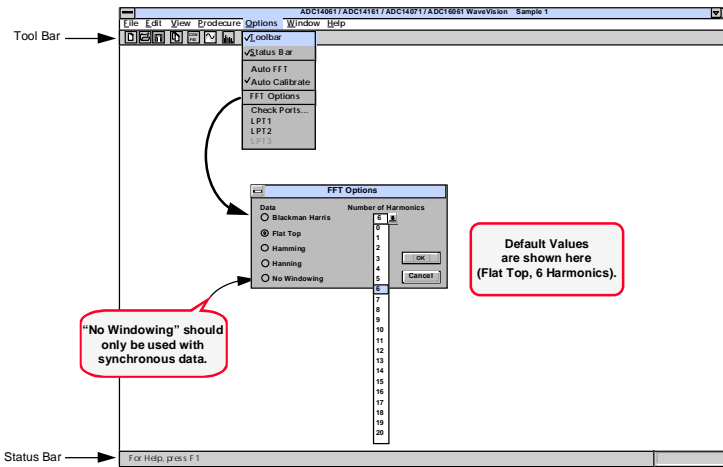 ADC14061 / ADC14161 / ADC14071 / ADC16061 WaveVision Sample 1
File Edit View Prodecure Options Window Help
Tool Bar
CON FIG
✓Toolbar
✓Status Bar
Auto FFT
✓Auto Calibrate
FFT Options
Check Ports...
LPT1
LPT2
LPT3
FFT Options
Data
Number of Harmonics
Blackman Harris
Flat Top
Hamming
Hanning
No Windowing
6
0
1
2
3
4
5
6
7
8
9
10
11
12
13
14
15
16
17
18
19
20
OK
Cancel
Default Values
are shown here
(Flat Top, 6 Harmonics).
“No Windowing” should
only be used with
synchronous data.
Status Bar
For Help, press F1